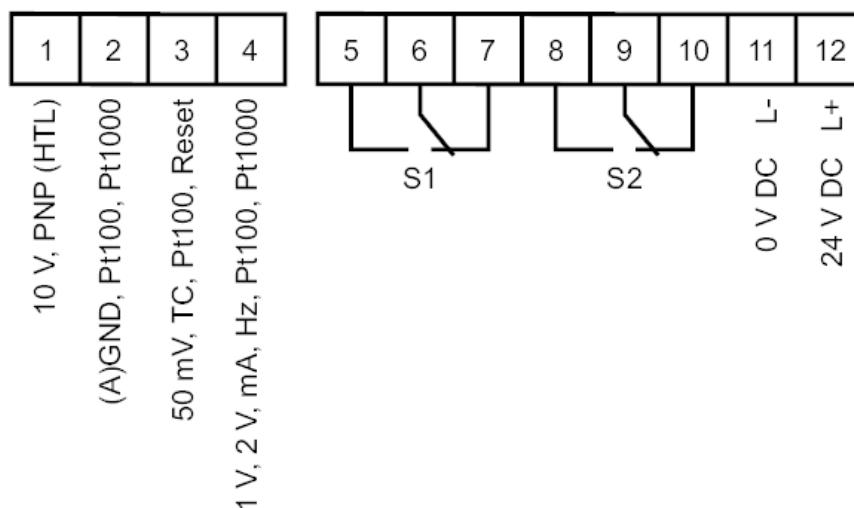 1 2 3 4 5 6 7 8 9 10 11 12
10 V, PNP (HTL)
(A)GND, Pt100, Pt1000
50 mV, TC, Pt100, Reset
1 V, 2 V, mA, Hz, Pt100, Pt1000
S1
S2
0 V DC L-
24 V DC L+